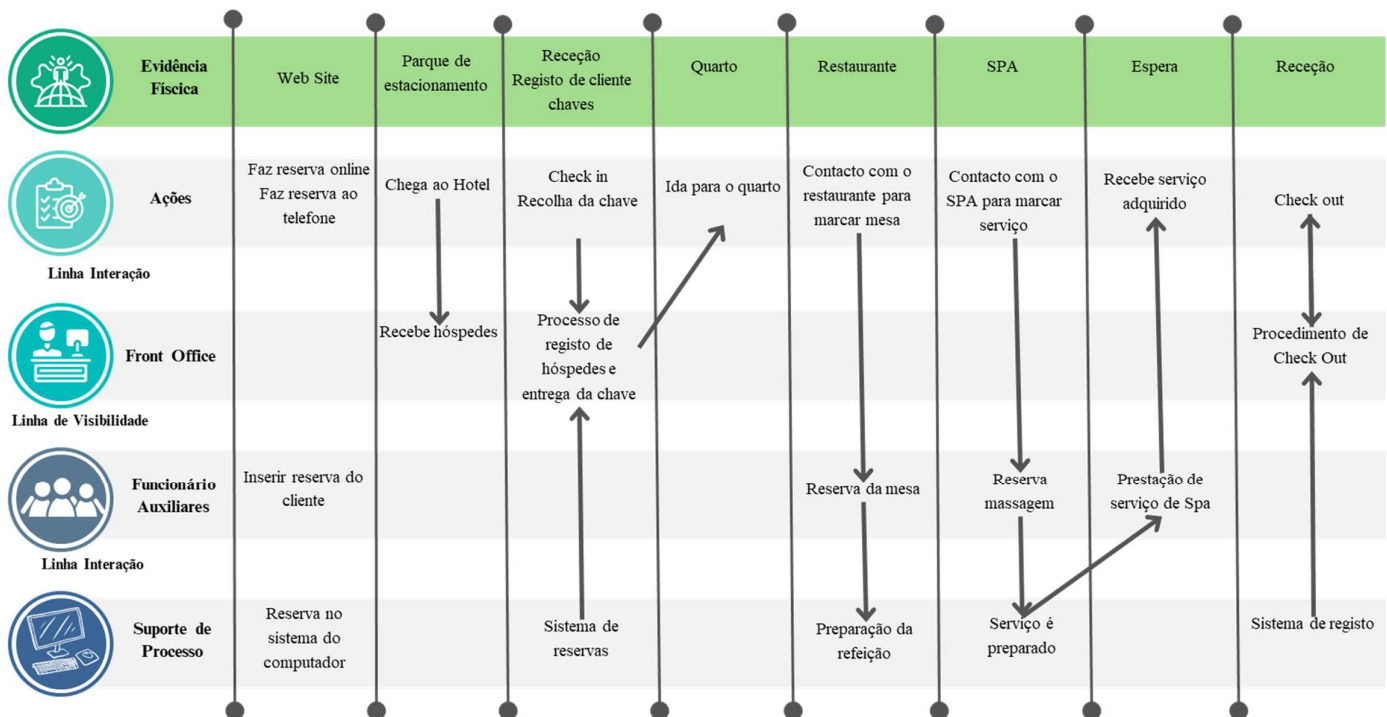 Evidência
Físcica
Web Site
Parque de
estacionamento
Receção
Registo de cliente
chaves
Quarto
Restaurante
SPA
Espera
Receção
Ações
Faz reserva online
Faz reserva ao
telefone
Chega ao Hotel
Check in
Recolha da chave
Ida para o quarto
Contacto com o
restaurante para
marcar mesa
Contacto com o
SPA para marcar
serviço
Recebe serviço
adquirido
Check out
Linha Interação
Front Office
Recebe hóspedes
Processo de
registo de
hóspedes e
entrega da chave
Procedimento de
Check Out
Linha de Visibilidade
Funcionário
Auxiliares
Inserir reserva do
cliente
Reserva da mesa
Reserva
massagem
Prestação de
serviço de Spa
Linha Interação
Suporte de
Processo
Reserva no
sistema do
computador
Sistema de
reservas
Preparação da
refeição
Serviço é
preparado
Sistema de registo